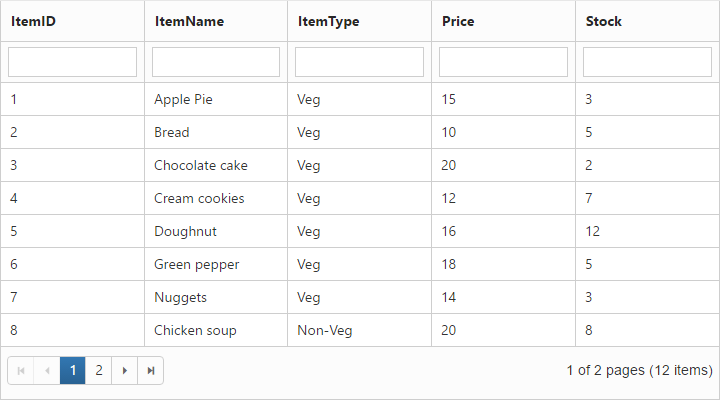 ItemID ItemName ItemType Price Stock
1 Apple Pie Veg 15 3
2 Bread Veg 10 5
3 Chocolate cake Veg 20 2
4 Cream cookies Veg 12 7
5 Doughnut Veg 16 12
6 Green pepper Veg 18 5
7 Nuggets Veg 14 3
8 Chicken soup Non-Veg 20 8
1 2 1 of 2 pages (12 items)